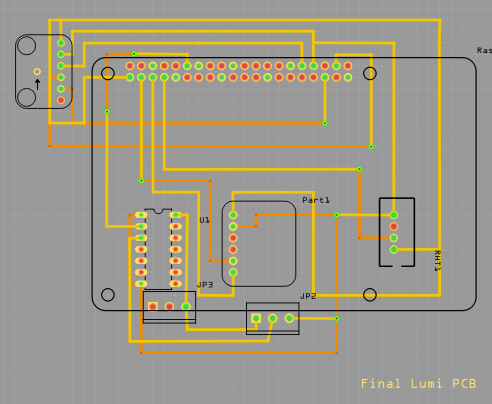 Ras
Part1
U1
RHT1
JP3
JP2
Final Lumi PCB